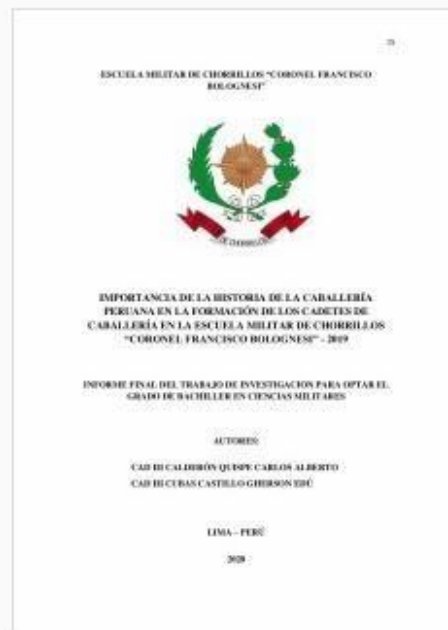 ESCUELA MILITAR DE CHORRILLOS "CORONEL FRANCISCO
BOLOGNESI"
DE CHORRILLOS
IMPORTANCIA DE LA HISTORIA DE LA CABALLERÍA
PERUANA EN LA FORMACIÓN DE LOS CADETES DE
CABALLERÍA EN LA ESCUELA MILITAR DE CHORRILLOS
"CORONEL FRANCISCO BOLOGNESI" - 2019
INFORME FINAL DEL TRABAJO DE INVESTIGACION PARA OPTAR EL
GRADO DE BACHILLER EN CIENCIAS MILITARES
AUTORES:
CAD III CALDERÓN QUISPE CARLOS ALBERTO
CAD III CUBAS CASTILLO GHERSON EDÚ
LIMA – PERÚ
2020